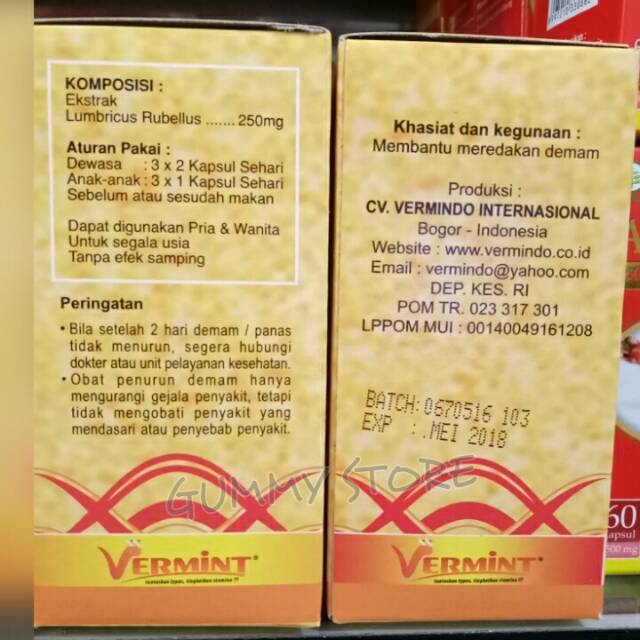 KOMPOSISI :
Ekstrak
Lumbricus Rubellus ....... 250mg
Aturan Pakai :
Dewasa : 3 x 2 Kapsul Sehari
Anak-anak : 3 x 1 Kapsul Sehari
Sebelum atau sesudah makan
Dapat digunakan Pria & Wanita
Untuk segala usia
Tanpa efek samping
Peringatan
• Bila setelah 2 hari demam / panas
tidak menurun, segera hubungi
dokter atau unit pelayanan kesehatan.
• Obat penurun demam hanya
mengurangi gejala penyakit, tetapi
tidak mengobati penyakit yang
mendasari atau penyebab penyakit.
VERMINT®
Khasiat dan kegunaan :
Membantu meredakan demam
Produksi :
CV. VERMINDO INTERNASIONAL
Bogor - Indonesia
Website : www.vermindo.co.id
Email : vermindo@yahoo.com
DEP. KES. RI
POM TR. 023 317 301
LPPOM MUI : 00140049161208
BATCH: 0670516 103
EXP : MEI 2018
VERMINT®
GUMMY STORE
60
500 mg